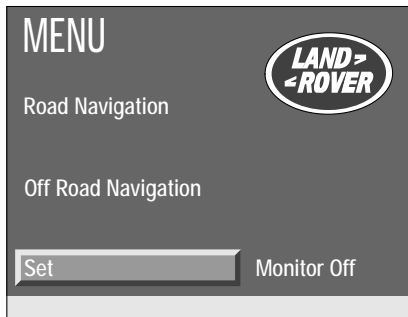 MENU
LAND
ROVER
Road Navigation
Off Road Navigation
Set
Monitor Off